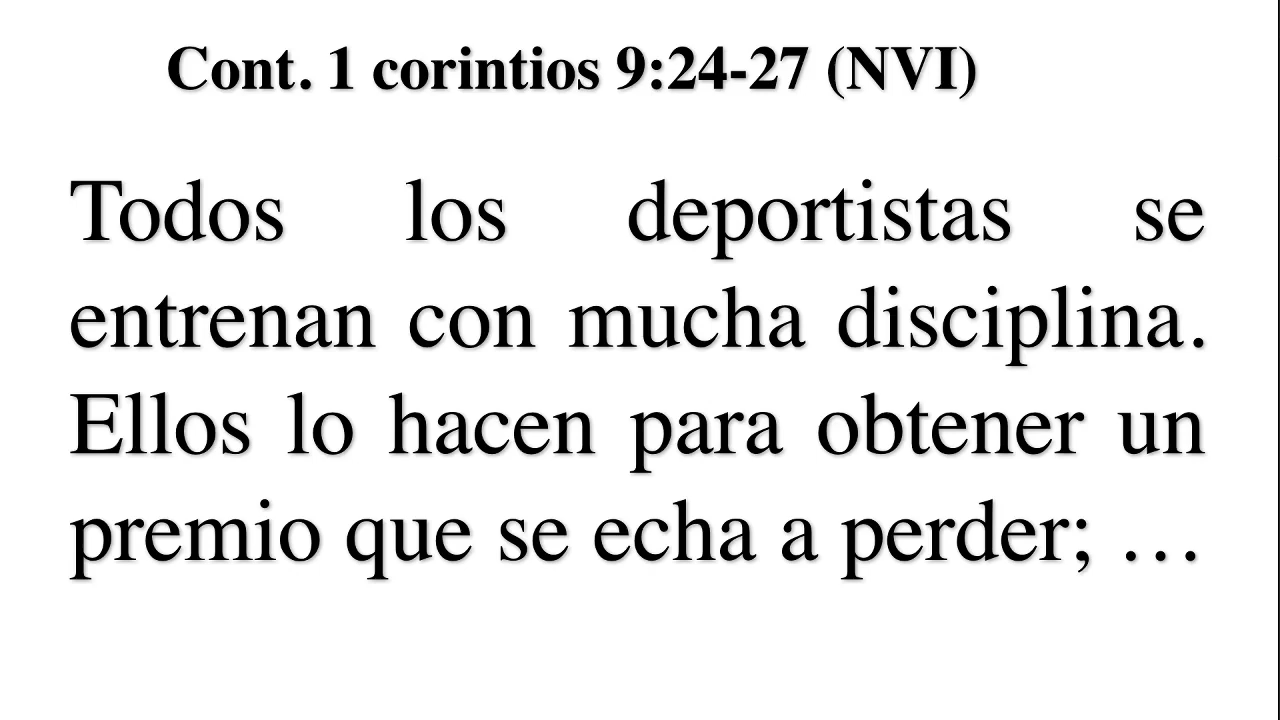 Cont. 1 corintios 9:24-27 (NVI)
Todos los deportistas se
entrenan con mucha disciplina.
Ellos lo hacen para obtener un
premio que se echa a perder; …